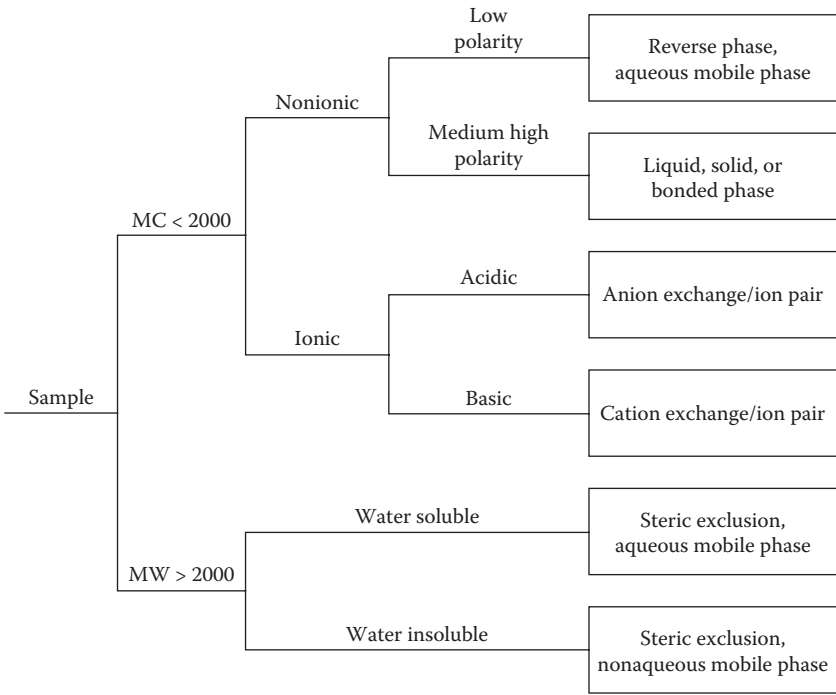 Low
polarity
Reverse phase,
aqueous mobile phase
Nonionic
Medium high
polarity
Liquid, solid, or
bonded phase
MC < 2000
Acidic
Anion exchange/ion pair
Ionic
Sample
Basic
Cation exchange/ion pair
Water soluble
Steric exclusion,
aqueous mobile phase
MW > 2000
Water insoluble
Steric exclusion,
nonaqueous mobile phase